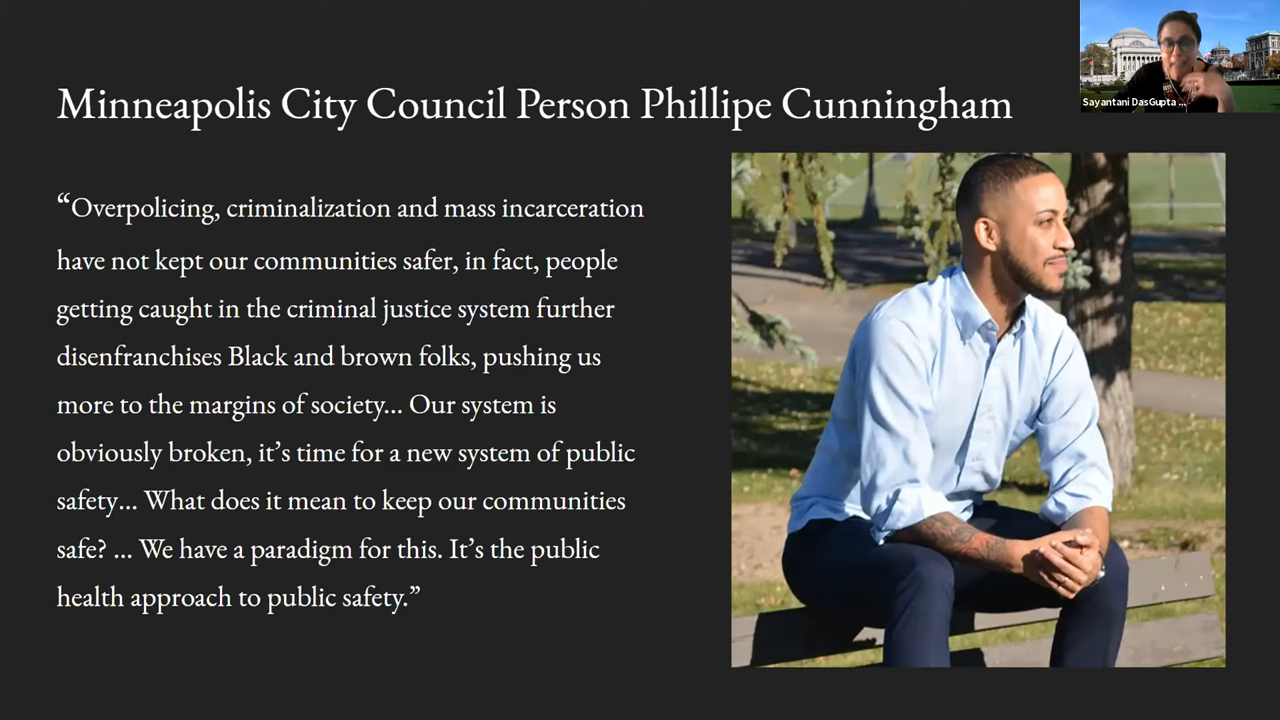 Minneapolis City Council Person Phillipe Cunningham
Sayantani DasGupta ...
“Overpolicing, criminalization and mass incarceration
have not kept our communities safer, in fact, people
getting caught in the criminal justice system further
disenfranchises Black and brown folks, pushing us
more to the margins of society... Our system is
obviously broken, it’s time for a new system of public
safety... What does it mean to keep our communities
safe? ... We have a paradigm for this. It’s the public
health approach to public safety.”